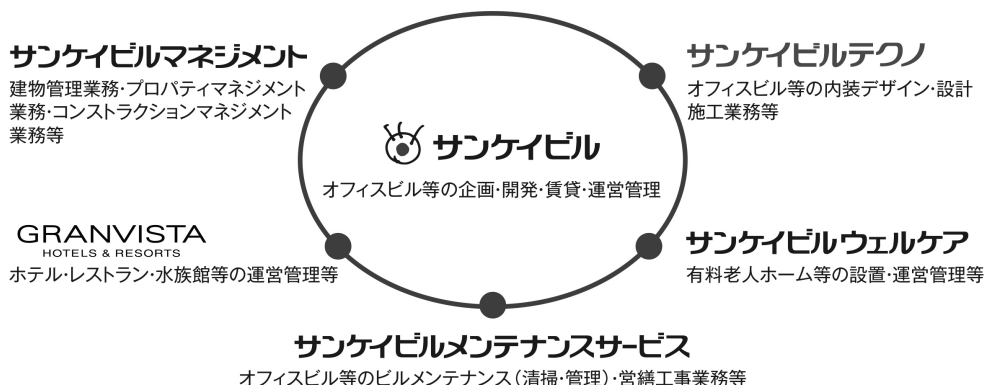 サンケイビルマネジメント
建物管理業務・プロパティマネジメント
業務・コンストラクションマネジメント
業務等
サンケイビルテクノ
オフィスビル等の内装デザイン・設計
施工業務等
サンケイビル
オフィスビル等の企画・開発・賃貸・運営管理
GRANVISTA
HOTELS & RESORTS
ホテル・レストラン・水族館等の運営管理等
サンケイビルウェルケア
有料老人ホーム等の設置・運営管理等
サンケイビルメンテナンスサービス
オフィスビル等のビルメンテナンス(清掃・管理)・営繕工事業務等